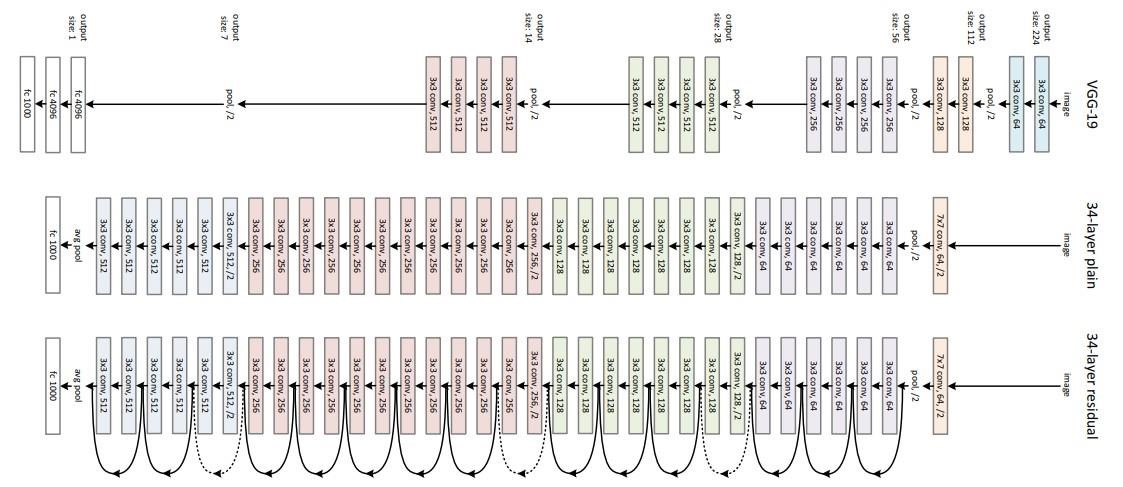 VGG-19
output
size: 224
output
size: 112
output
size: 56
output
size: 28
output
size: 14
output
size: 7
output
size: 1
image
3x3 conv, 64
3x3 conv, 64
pool, /2
3x3 conv, 128
3x3 conv, 128
pool, /2
3x3 conv, 256
3x3 conv, 256
3x3 conv, 256
3x3 conv, 256
pool, /2
3x3 conv, 512
3x3 conv, 512
3x3 conv, 512
3x3 conv, 512
pool, /2
3x3 conv, 512
3x3 conv, 512
3x3 conv, 512
3x3 conv, 512
pool, /2
fc 4096
fc 4096
fc 1000
34-layer plain
image
7x7 conv, 64, /2
pool, /2
3x3 conv, 64
3x3 conv, 64
3x3 conv, 64
3x3 conv, 64
3x3 conv, 64
3x3 conv, 64
3x3 conv, 128, /2
3x3 conv, 128
3x3 conv, 128
3x3 conv, 128
3x3 conv, 128
3x3 conv, 128
3x3 conv, 128
3x3 conv, 128
3x3 conv, 256, /2
3x3 conv, 256
3x3 conv, 256
3x3 conv, 256
3x3 conv, 256
3x3 conv, 256
3x3 conv, 256
3x3 conv, 256
3x3 conv, 256
3x3 conv, 256
3x3 conv, 256
3x3 conv, 256
3x3 conv, 512, /2
3x3 conv, 512
3x3 conv, 512
3x3 conv, 512
3x3 conv, 512
3x3 conv, 512
avg pool
fc 1000
34-layer residual
image
7x7 conv, 64, /2
pool, /2
3x3 conv, 64
3x3 conv, 64
3x3 conv, 64
3x3 conv, 64
3x3 conv, 64
3x3 conv, 64
3x3 conv, 128, /2
3x3 conv, 128
3x3 conv, 128
3x3 conv, 128
3x3 conv, 128
3x3 conv, 128
3x3 conv, 128
3x3 conv, 128
3x3 conv, 256, /2
3x3 conv, 256
3x3 conv, 256
3x3 conv, 256
3x3 conv, 256
3x3 conv, 256
3x3 conv, 256
3x3 conv, 256
3x3 conv, 256
3x3 conv, 256
3x3 conv, 256
3x3 conv, 256
3x3 conv, 512, /2
3x3 conv, 512
3x3 conv, 512
3x3 conv, 512
3x3 conv, 512
3x3 conv, 512
avg pool
fc 1000